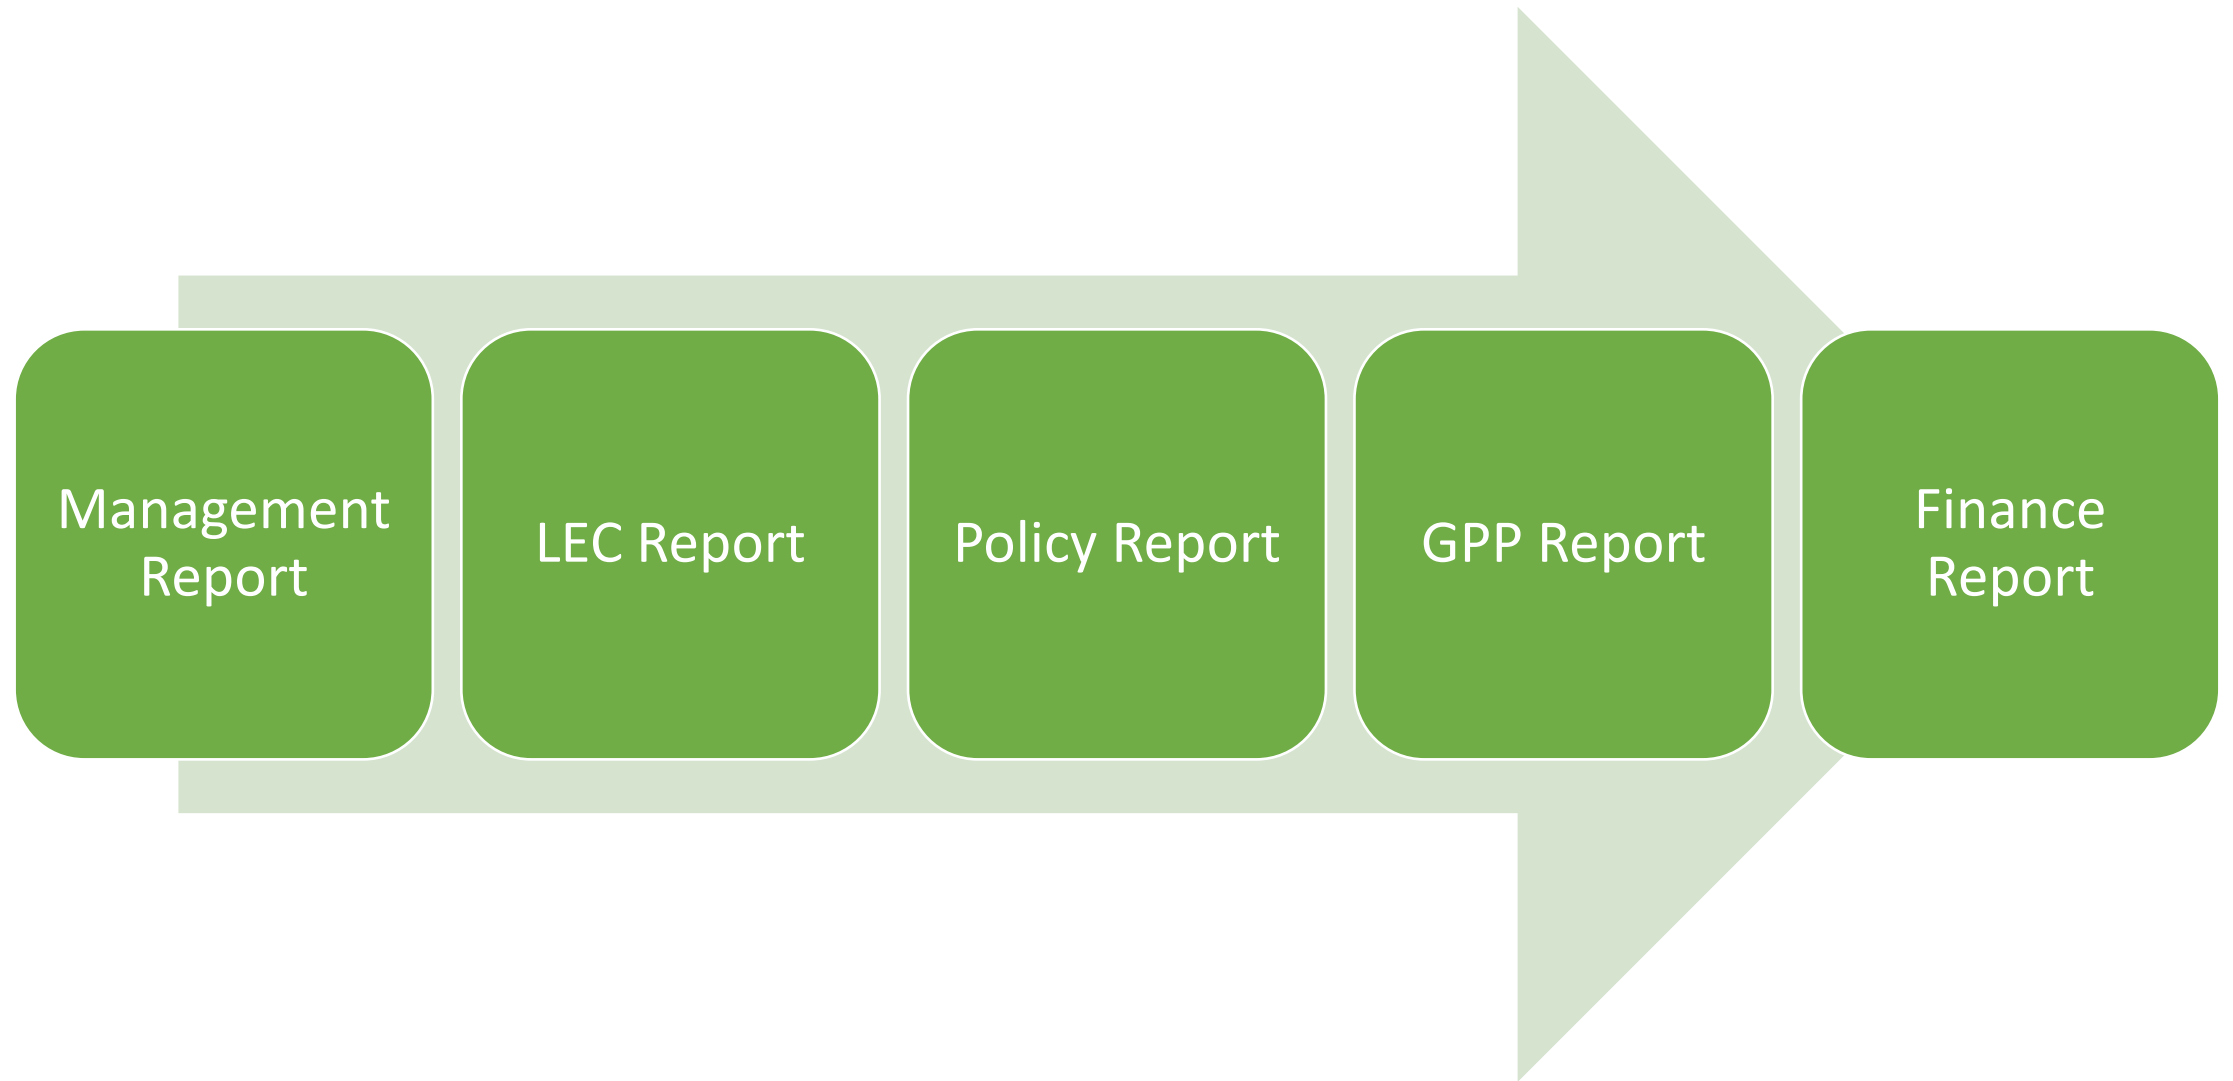 Management
Report
LEC Report
Policy Report
GPP Report
Finance
Report